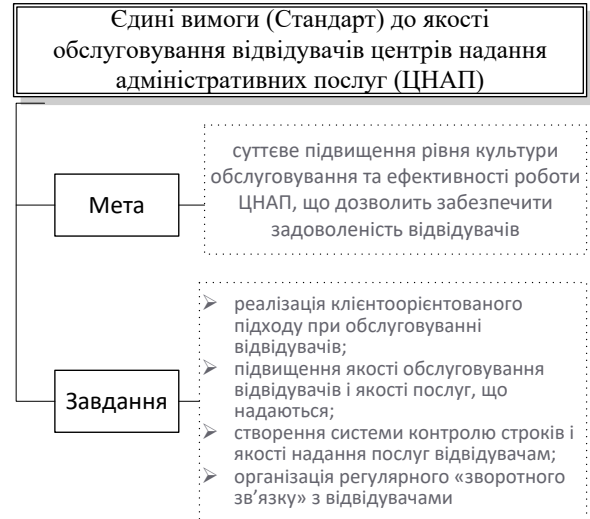 Єдині вимоги (Стандарт) до якості
обслуговування відвідувачів центрів надання
адміністративних послуг (ЦНАП)
Мета
суттєве підвищення рівня культури
обслуговування та ефективності роботи
ЦНАП, що дозволить забезпечити
задоволеність відвідувачів
Завдання
➢ реалізація клієнтоорієнтованого
підходу при обслуговуванні
відвідувачів;
➢ підвищення якості обслуговування
відвідувачів і якості послуг, що
надаються;
➢ створення системи контролю строків і
якості надання послуг відвідувачам;
➢ організація регулярного «зворотного
зв’язку» з відвідувачами